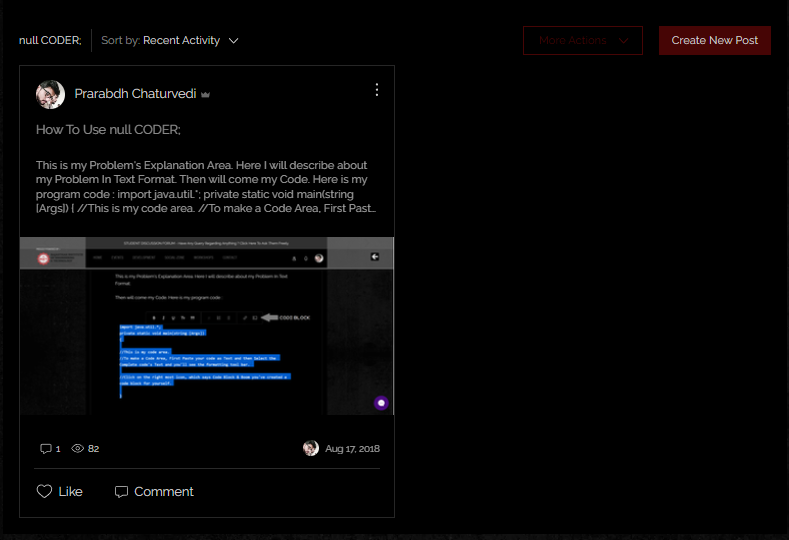 null CODER;
Sort by: Recent Activity
More Actions
Create New Post
Prarabdh Chaturvedi
How To Use null CODER;
This is my Problem's Explanation Area. Here I will describe about
my Problem In Text Format. Then will come my Code. Here is my
program code : import java.util.*; private static void main(string
[Args]) { //This is my code area. //To make a Code Area, First Past...
STUDENT DISCUSSION FORUM - Have Any Query Regarding Anything? Click Here To Ask Them Freely.
This is my Problem's Explanation Area. Here I will describe about my Problem In Text
Format.
Then will come my Code. Here is my program code :
CODE BLOCK
import java.util.*;
private static void main(string [Args])
{
//This is my code area.
//To make a Code Area, First Paste your code as Text and then Select the
complete code's Text and you'll see the Formatting tool bar.
//Click on the right most icon, which says Code Block & Boom you've created a
code block for yourself.
}
1
82
Aug 17, 2018
Like
Comment